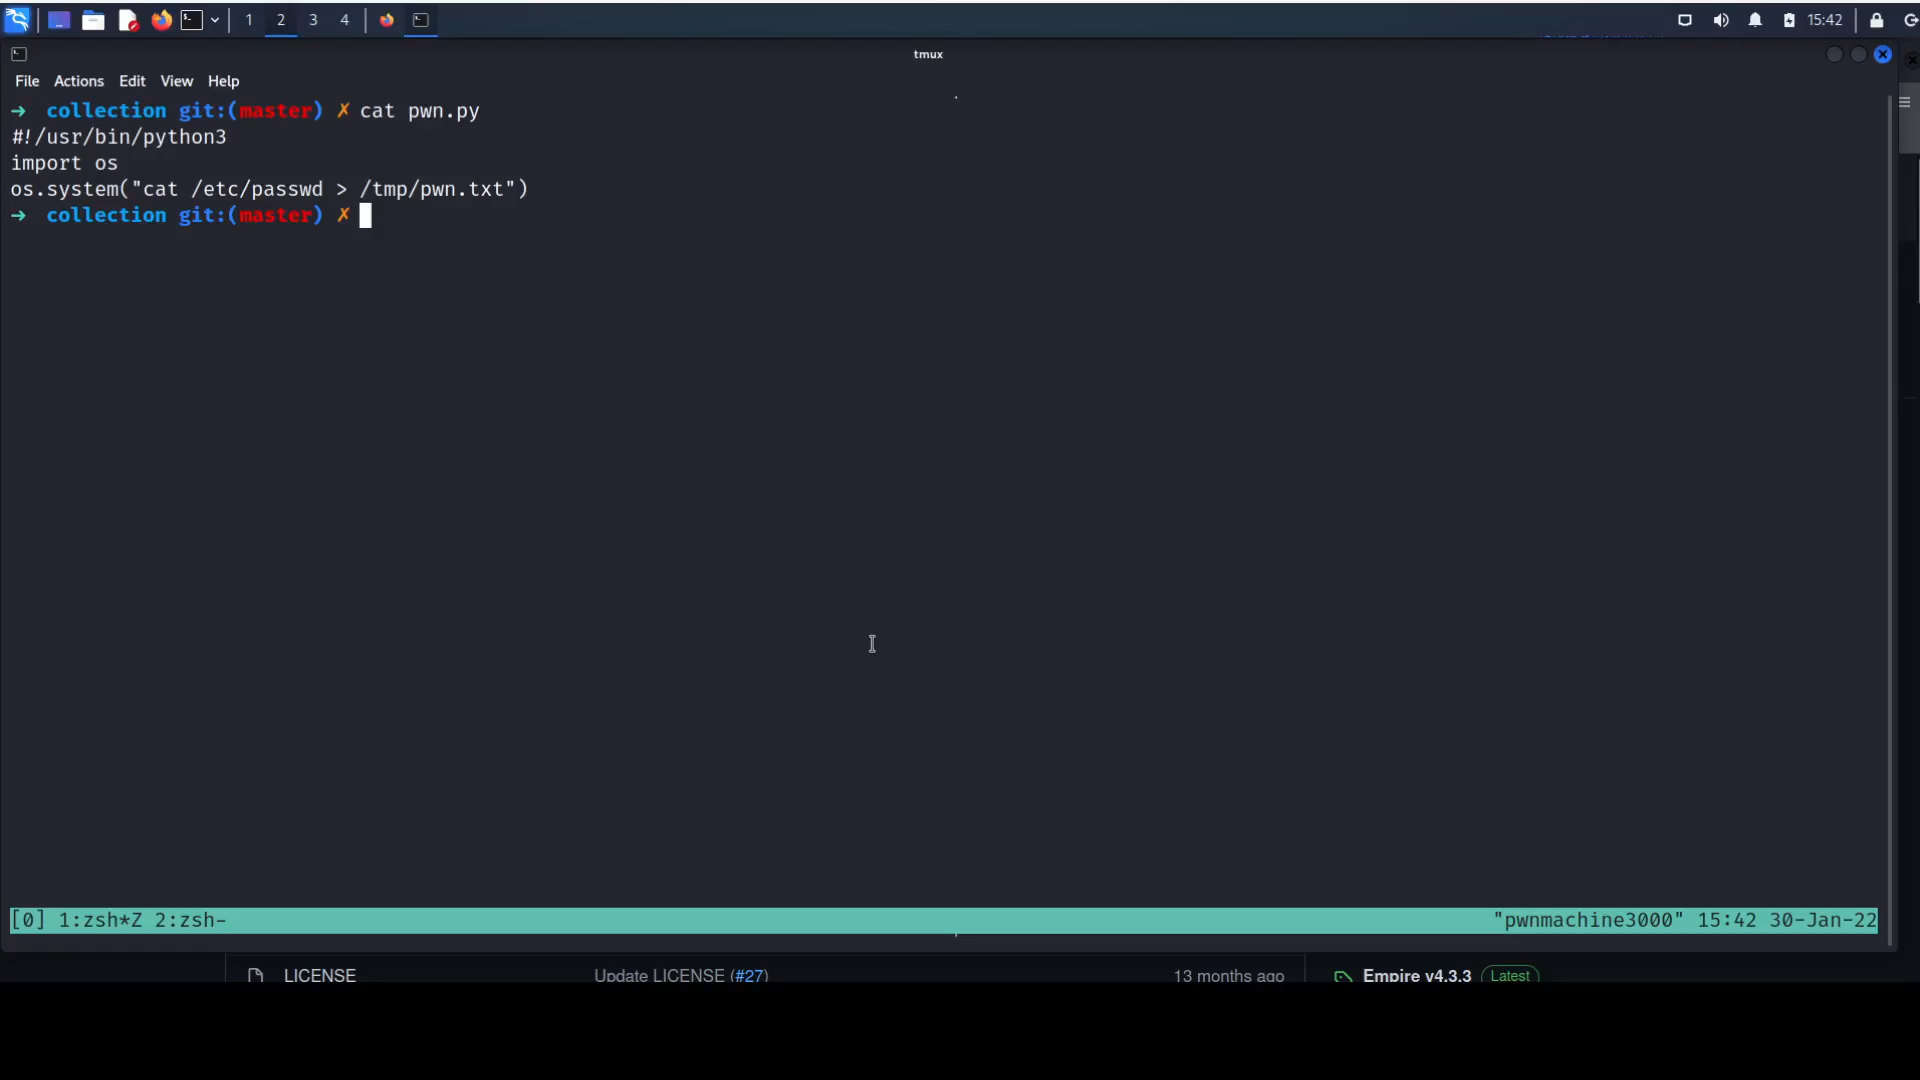 1 2 3 4 15:42
tmux
File Actions Edit View Help
→ collection git:(master) ✗ cat pwn.py
#!/usr/bin/python3
import os
os.system("cat /etc/passwd > /tmp/pwn.txt")
→ collection git:(master) ✗
[0] 1:zsh*Z 2:zsh- "pwnmachine3000" 15:42 30-Jan-22
LICENSE Update LICENSE (#27) 13 months ago Empire v4.3.3 Latest